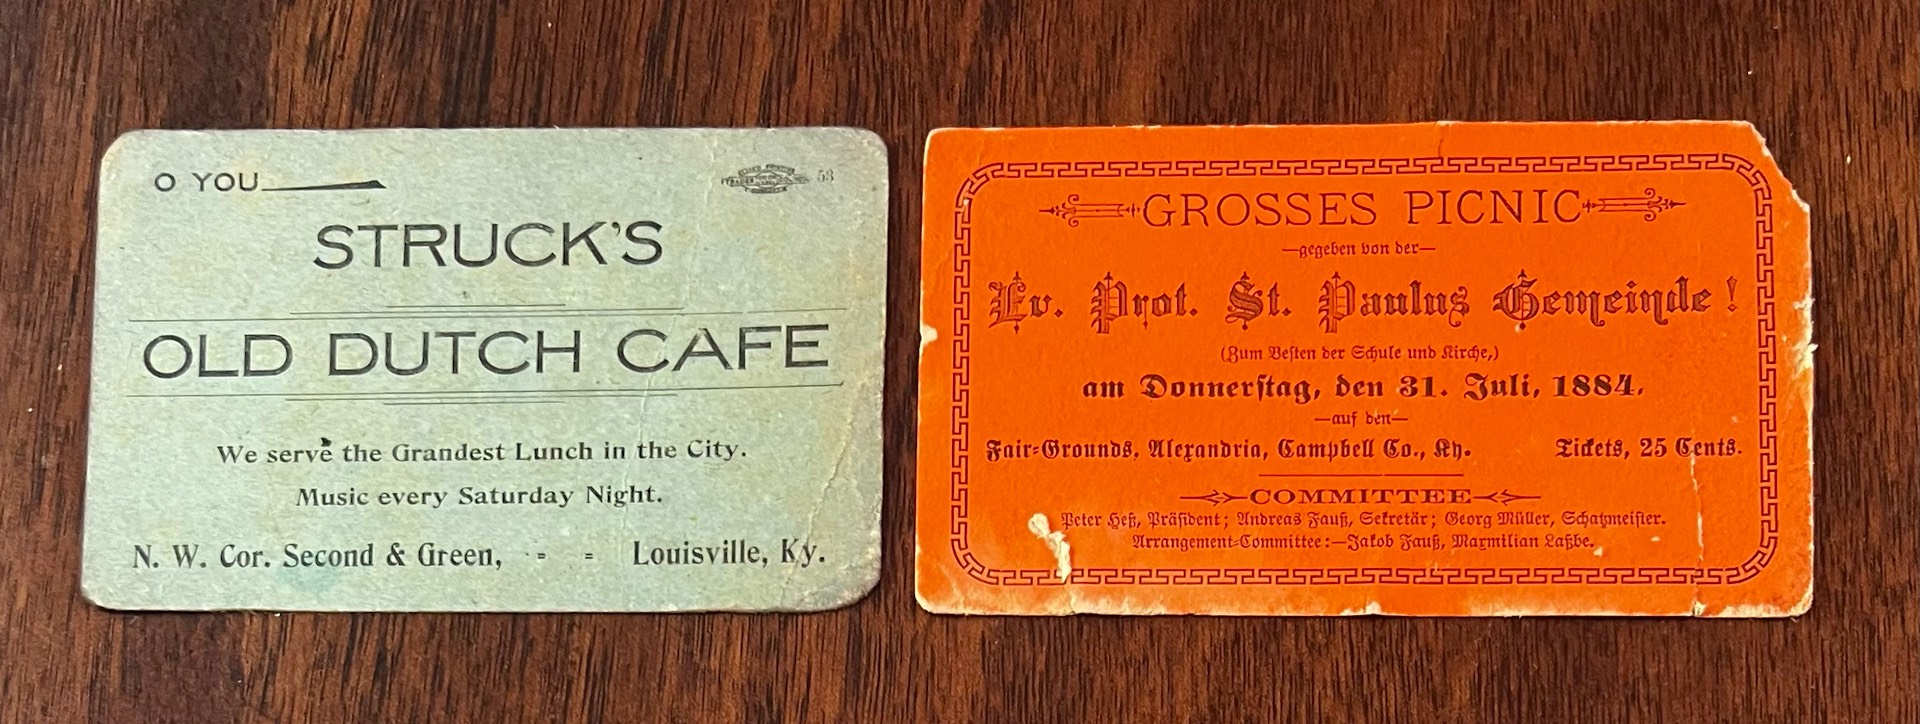 O YOU
53
STRUCK'S
OLD DUTCH CAFE
We serve the Grandest Lunch in the City.
Music every Saturday Night.
N. W. Cor. Second & Green, = = Louisville, Ky.
GROSSES PICNIC
—gegeben von der—
Ev. Prot. St. Paulus Gemeinde!
(Zum Besten der Schule und Kirche,)
am Donnerstag, den 31. Juli, 1884.
—auf den—
Fair=Grounds, Alexandria, Campbell Co., Ky. Tickets, 25 Cents.
COMMITTEE
Peter Heß, Präsident; Andreas Fauß, Sekretär; Georg Müller, Schatzmeister.
Arrangement=Committee:—Jakob Fauß, Maxmilian Laßbe.